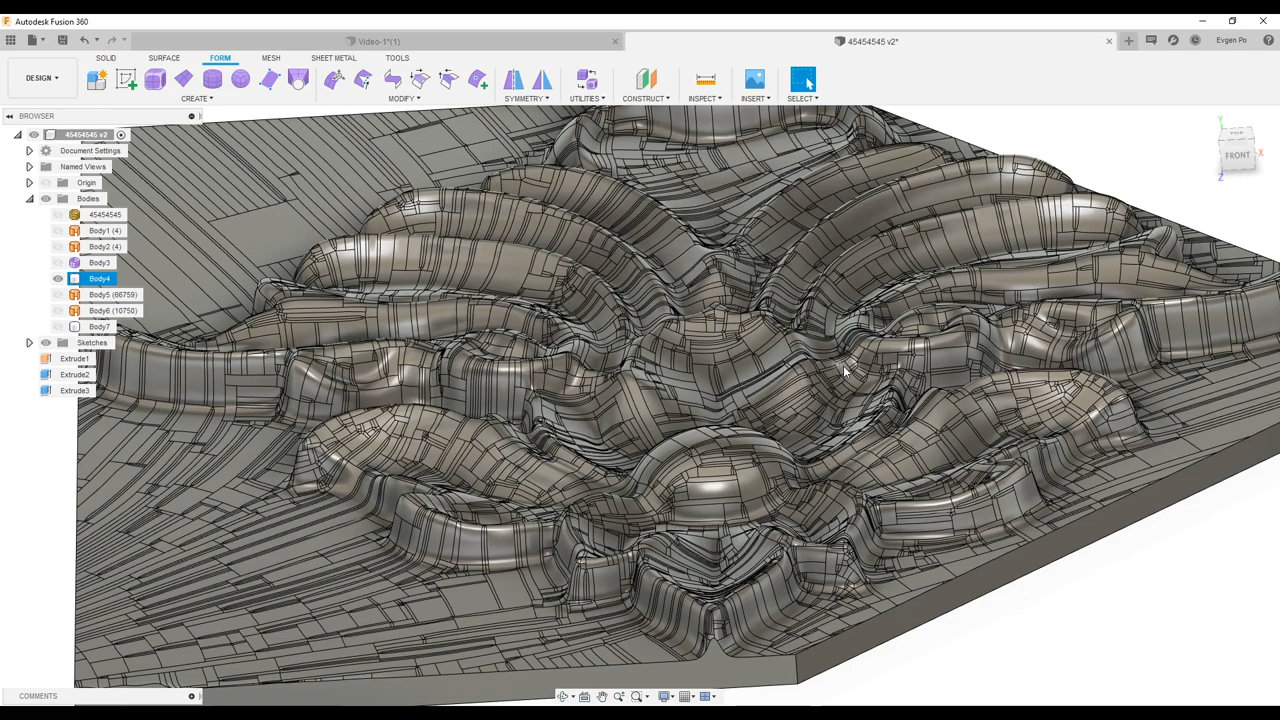 Autodesk Fusion 360
Video-1*(1)
45454545 v2*
Evgen Po
DESIGN
SOLID SURFACE FORM MESH SHEET METAL TOOLS
CREATE MODIFY SYMMETRY UTILITIES CONSTRUCT INSPECT INSERT SELECT
BROWSER
45454545 v2
Document Settings
Named Views
Origin
Bodies
45454545
Body1 (4)
Body2 (4)
Body3
Body4
Body5 (66759)
Body6 (10750)
Body7
Sketches
Extrude1
Extrude2
Extrude3
Y
TOP
FRONT
X
Z
COMMENTS